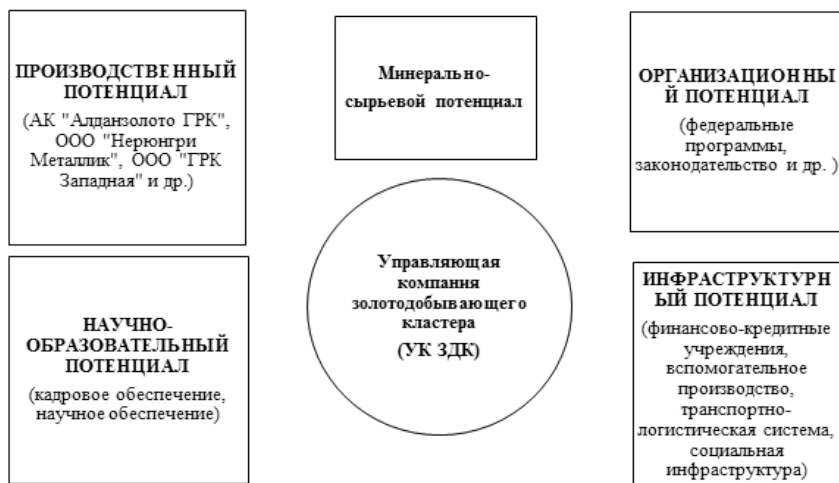 ПРОИЗВОДСТВЕННЫЙ
ПОТЕНЦИАЛ
(АК "Алданзолото ГРК",
ООО "Нерюнгри
Металлик", ООО "ГРК
Западная" и др.)
Минерально-
сырьевой потенциал
ОРГАНИЗАЦИОННЫ
Й ПОТЕНЦИАЛ
(федеральные
программы,
законодательство и др. )
НАУЧНО-
ОБРАЗОВАТЕЛЬНЫЙ
ПОТЕНЦИАЛ
(кадровое обеспечение,
научное обеспечение)
Управляющая
компания
золотодобывающего
кластера
(УК ЗДК)
ИНФРАСТРУКТУРН
ЫЙ ПОТЕНЦИАЛ
(финансово-кредитные
учреждения,
вспомогательное
производство,
транспортно-
логистическая система,
социальная
инфраструктура)